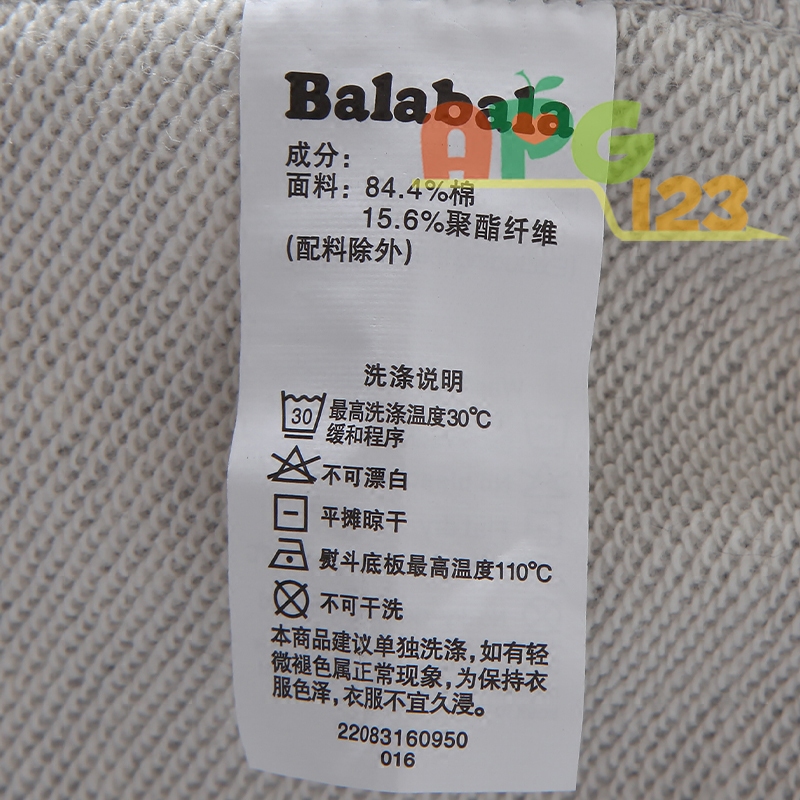 Balabala
APG
123
成分：
面料：84.4%棉
15.6%聚酯纤维
(配料除外)
洗涤说明
30
最高洗涤温度30℃
缓和程序
不可漂白
平摊晾干
熨斗底板最高温度110℃
不可干洗
本商品建议单独洗涤，如有轻
微褪色属正常现象，为保持衣
服色泽，衣服不宜久浸。
22083160950
016